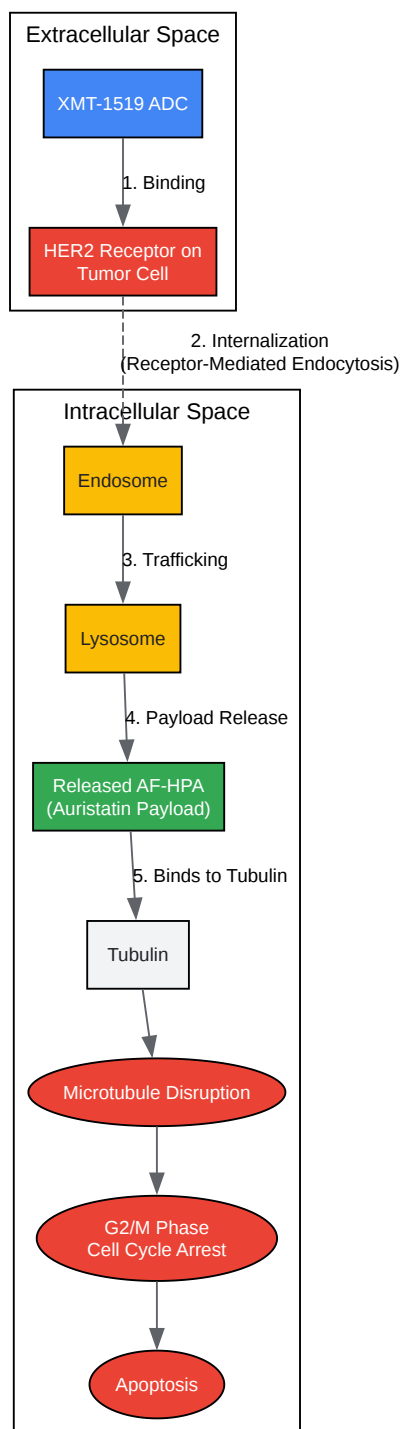 Extracellular Space
XMT-1519 ADC
1. Binding
HER2 Receptor on
Tumor Cell
2. Internalization
(Receptor-Mediated Endocytosis)
Intracellular Space
Endosome
3. Trafficking
Lysosome
4. Payload Release
Released AF-HPA
(Auristatin Payload)
5. Binds to Tubulin
Tubulin
Microtubule Disruption
G2/M Phase
Cell Cycle Arrest
Apoptosis